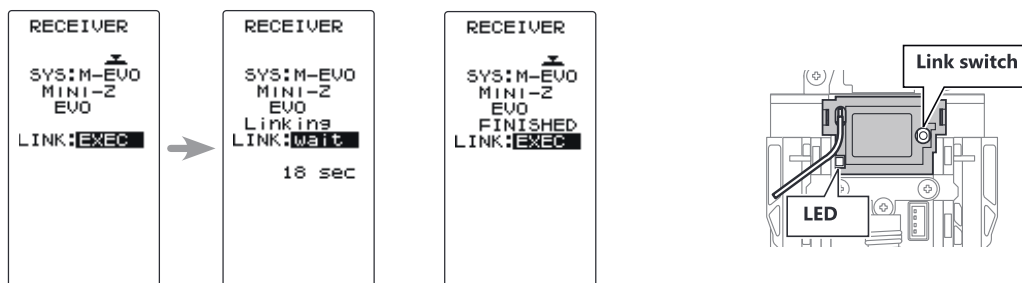 RECEIVER
SYS:M-EVO
MINI-Z
EVO
LINK:EXEC
RECEIVER
SYS:M-EVO
MINI-Z
EVO
Linking
LINK:wait
18 sec
RECEIVER
SYS:M-EVO
MINI-Z
EVO
FINISHED
LINK:EXEC
Link switch
LED